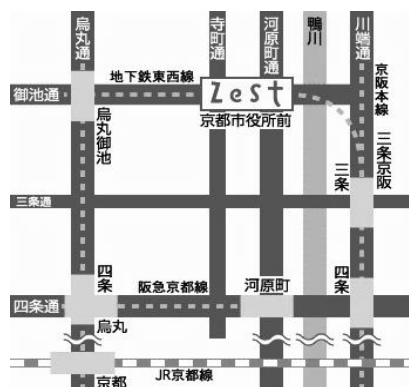 烏丸通
寺町通
河原町通
鴨川
川端通
地下鉄東西線
Zest
京阪本線
御池通
京都市役所前
烏丸御池
三条
三条京阪
三条通
四条
阪急京都線
河原町
四条
四条通
烏丸
JR京都線
京都